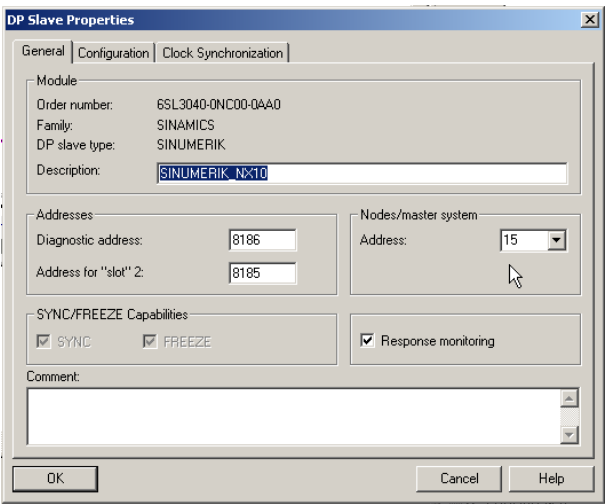 DP Slave Properties
General Configuration Clock Synchronization
Module
Order number: 6SL3040-0NC00-0AA0
Family: SINAMICS
DP slave type: SINUMERIK
Description: SINUMERIK_NX10
Addresses
Diagnostic address: 8186
Address for "slot" 2: 8185
Nodes/master system
Address: 15
SYNC/FREEZE Capabilities
SYNC FREEZE
Response monitoring
Comment:
OK Cancel Help